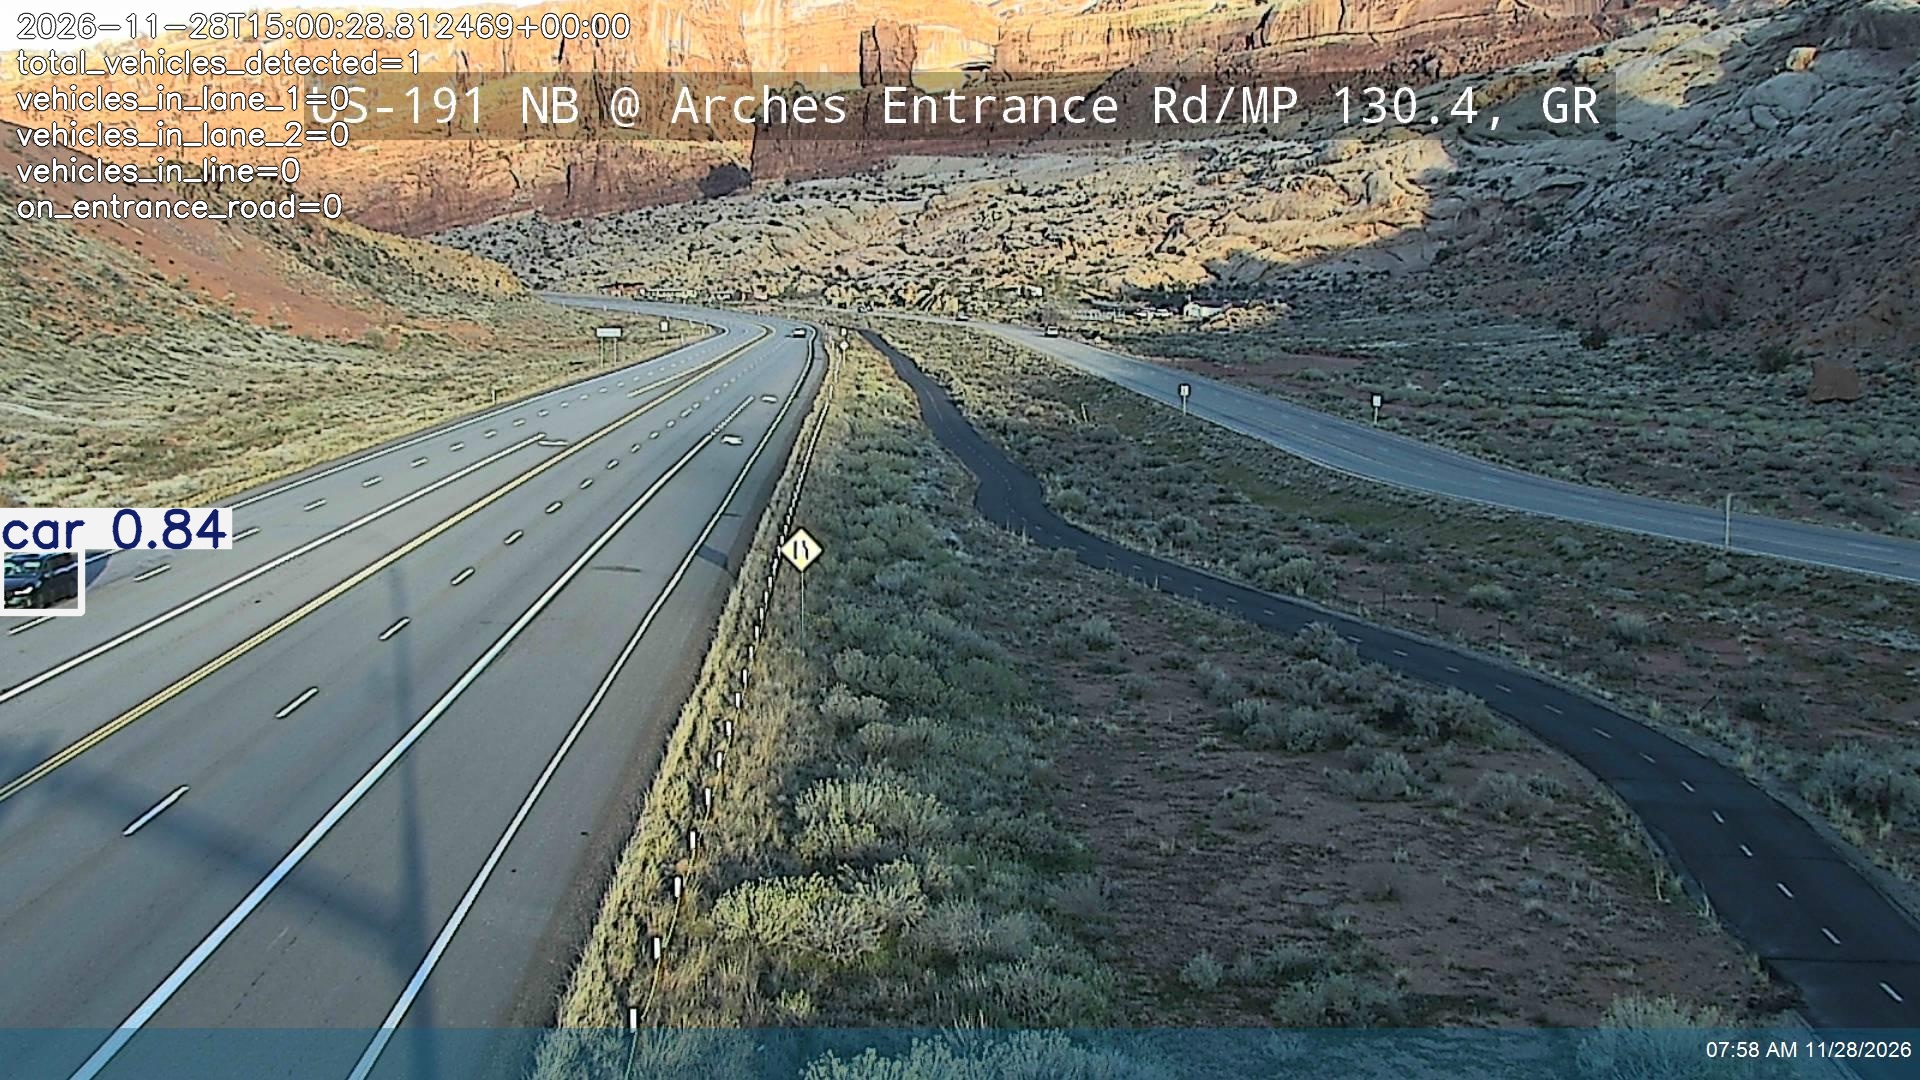 2026-11-28T15:00:28.812469+00:00
total_vehicles_detected=1
vehicles_in_lane_1=0
US-191 NB @ Arches Entrance Rd/MP 130.4, GR
vehicles_in_lane_2=0
vehicles_in_line=0
on_entrance_road=0
car 0.84
07:58 AM 11/28/2026